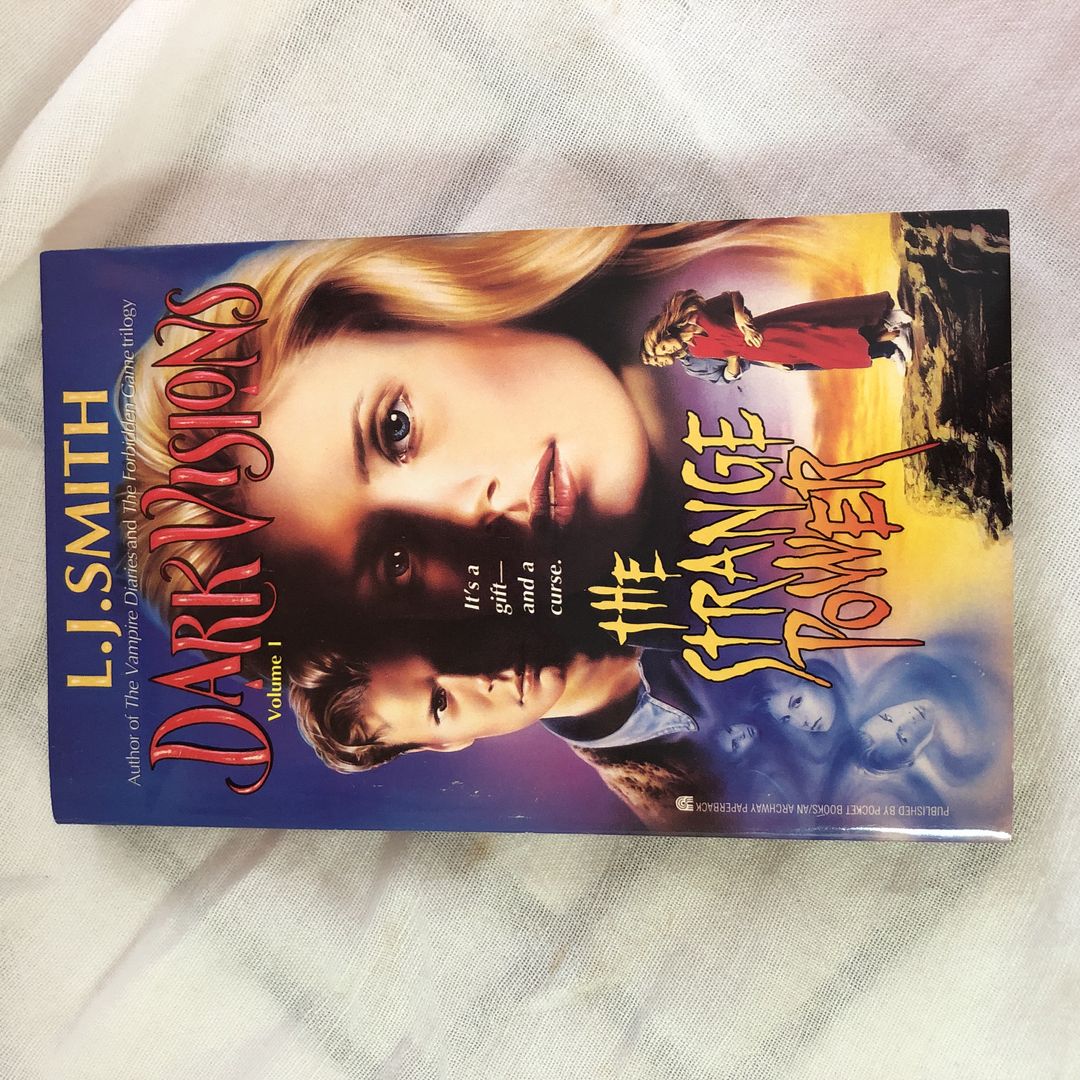 L.J.SMITH
Author of The Vampire Diaries and The Forbidden Game trilogy
DARK VISIONS
Volume 1
It's a
gift—
and a
curse.
THE
STRANGE
POWER
PUBLISHED BY POCKET BOOKS/AN ARCHWAY PAPERBACK